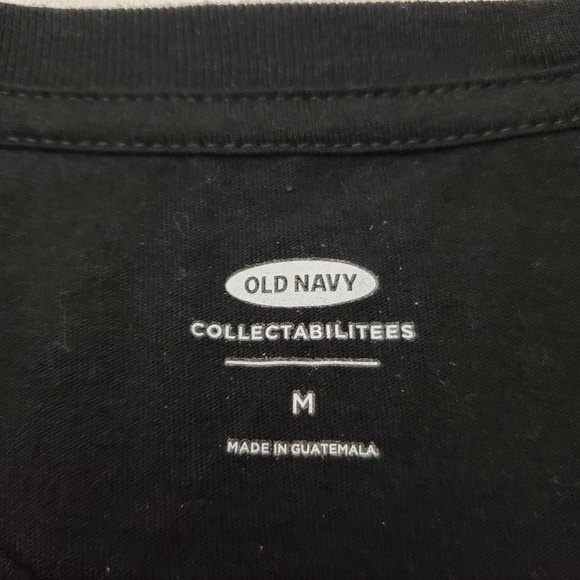 OLD NAVY
COLLECTABILITEES
M
MADE IN GUATEMALA